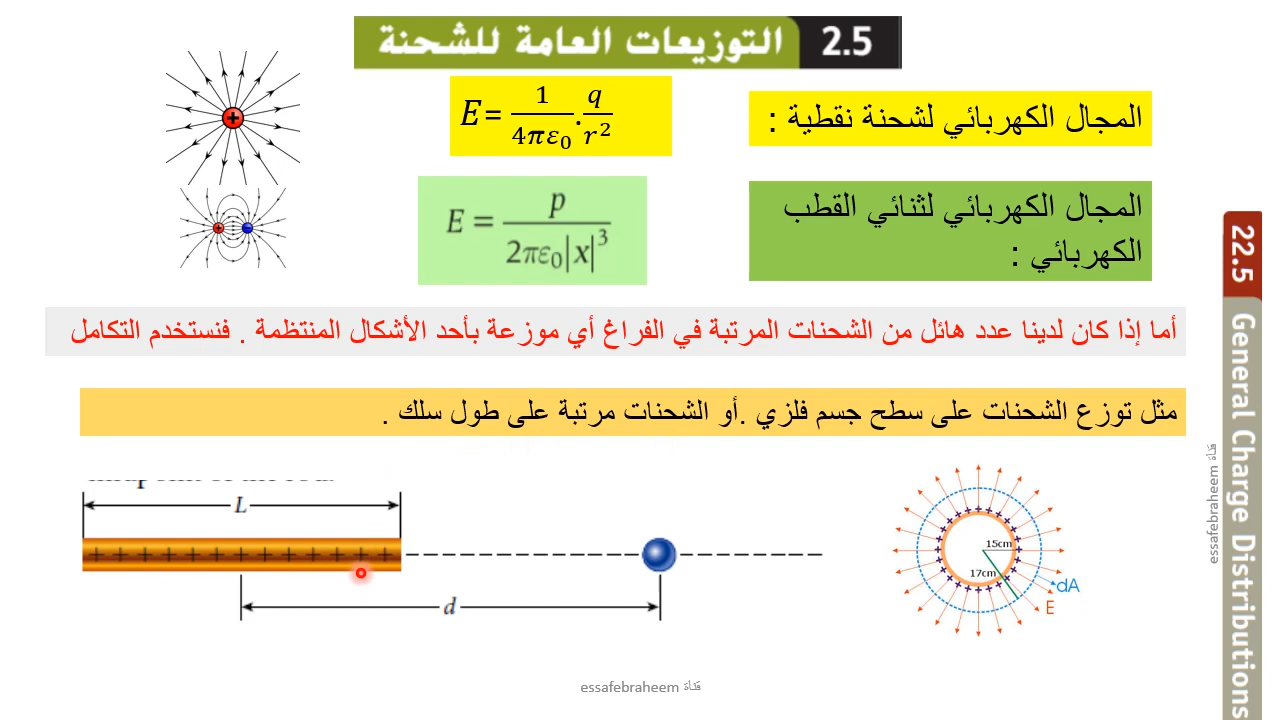 2.5 التوزيعات العامة للشحنة
المجال الكهربائي لشحنة نقطية :
E= 1/4πε₀ . q/r²
المجال الكهربائي لثنائي القطب
الكهربائي :
E = p/2πε₀|x|³
أما إذا كان لدينا عدد هائل من الشحنات المرتبة في الفراغ أي موزعة بأحد الأشكال المنتظمة . فنستخدم التكامل
مثل توزع الشحنات على سطح جسم فلزي .أو الشحنات مرتبة على طول سلك .
L
d
15cm
17cm
dA
E
22.5 General Charge Distributions
essafebraheem قناة
essafebraheem قناة